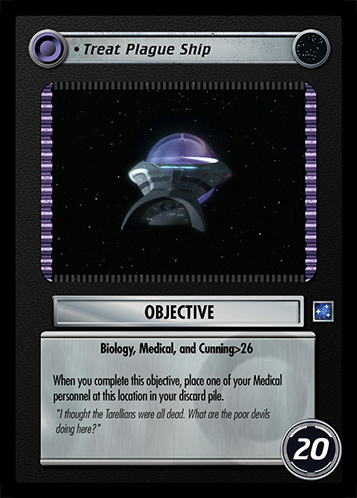 • Treat Plague Ship
OBJECTIVE
Biology, Medical, and Cunning>26
When you complete this objective, place one of your Medical
personnel at this location in your discard pile.
"I thought the Tarellians were all dead. What are the poor devils
doing here?"
20